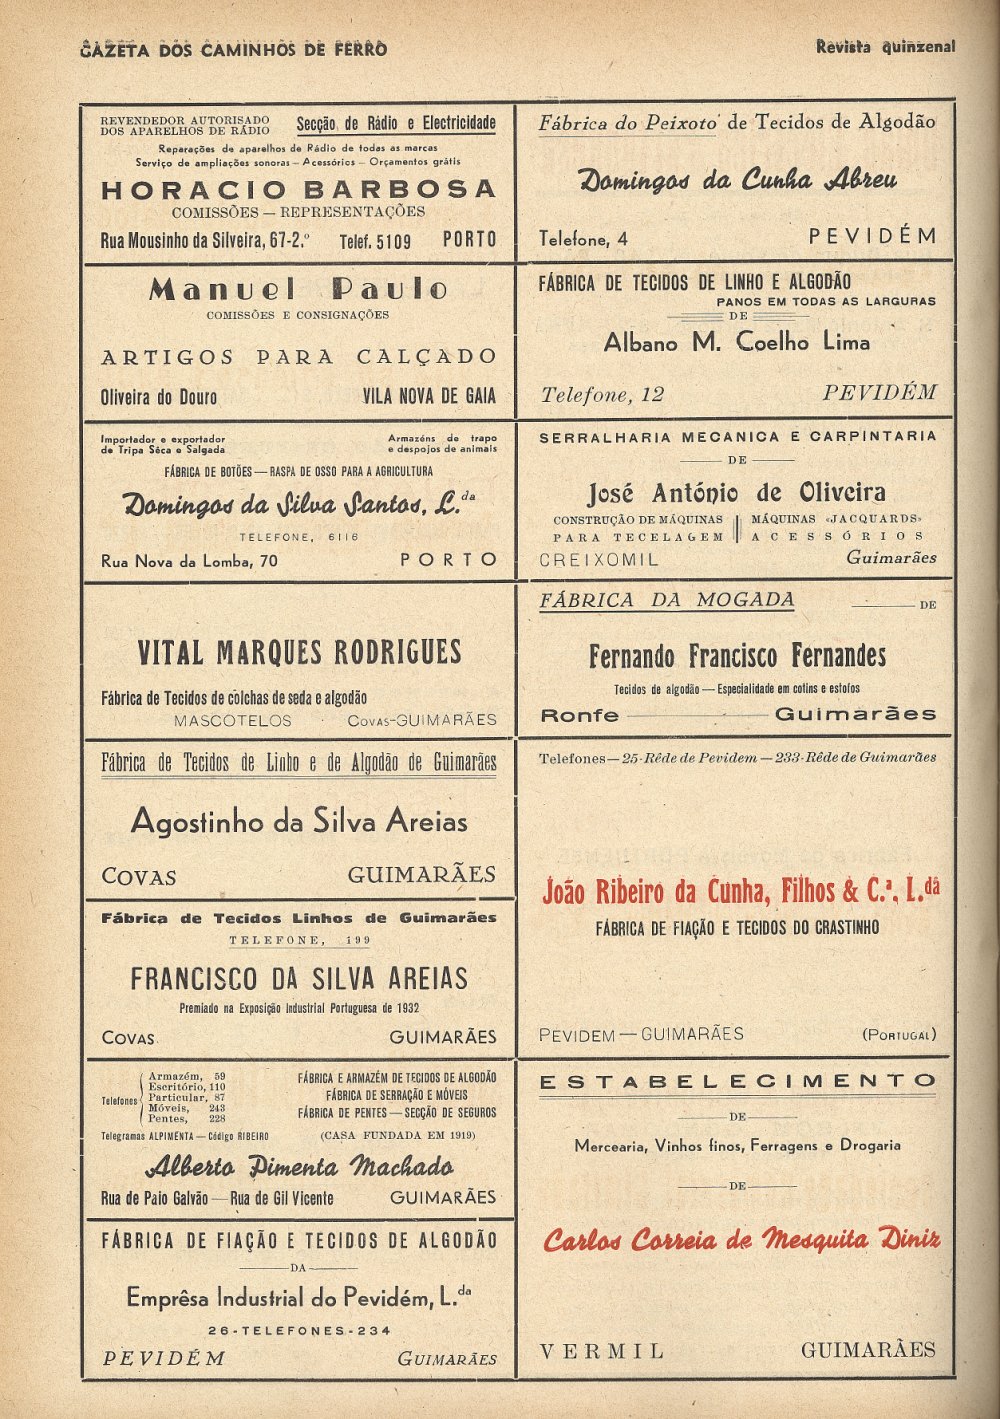 GAZETA DOS CAMINHOS DE FERRO
Revista quinzenal
REVENDEDOR AUTORISADO
DOS APARELHOS DE RÁDIO
Secção de Rádio e Electricidade
Reparações de aparelhos de Rádio de todas as marcas
Serviço de ampliações sonoras — Acessórios — Orçamentos grátis
HORACIO BARBOSA
COMISSÕES — REPRESENTAÇÕES
Rua Mousinho da Silveira, 67-2.º Telef. 5109 PORTO
Manuel Paulo
COMISSÕES E CONSIGNAÇÕES
ARTIGOS PARA CALÇADO
Oliveira do Douro VILA NOVA DE GAIA
Importador e exportador
de Tripa Sêca e Salgada
Armazéns de trapo
e despojos de animais
FÁBRICA DE BOTÕES — RASPA DE OSSO PARA A AGRICULTURA
Domingos da Silva Santos, L.da
TELEFONE, 6116
Rua Nova da Lomba, 70 PORTO
VITAL MARQUES RODRIGUES
Fábrica de Tecidos de colchas de seda e algodão
MASCOTELOS COVAS-GUIMARÃES
Fábrica de Tecidos de Linho e de Algodão de Guimarães
Agostinho da Silva Areias
COVAS GUIMARÃES
Fábrica de Tecidos Linhos de Guimarães
TELEFONE, 199
FRANCISCO DA SILVA AREIAS
Premiado na Exposição Industrial Portuguesa de 1932
COVAS GUIMARÃES
Telefones
Armazém, 59
Escritório, 110
Particular, 87
Móveis, 243
Pentes, 228
FÁBRICA E ARMAZÉM DE TECIDOS DE ALGODÃO
FÁBRICA DE SERRAÇÃO E MÓVEIS
FÁBRICA DE PENTES — SECÇÃO DE SEGUROS
Telegramas ALPIMENTA — Código RIBEIRO
(CASA FUNDADA EM 1919)
Alberto Pimenta Machado
Rua de Paio Galvão — Rua de Gil Vicente GUIMARÃES
FÁBRICA DE FIAÇÃO E TECIDOS DE ALGODÃO
DA
Emprêsa Industrial do Pevidém, L.da
26-TELEFONES-234
PEVIDÉM GUIMARÃES
Fábrica do Peixoto de Tecidos de Algodão
Domingos da Cunha Abreu
Telefone, 4 PEVIDÉM
FÁBRICA DE TECIDOS DE LINHO E ALGODÃO
PANOS EM TODAS AS LARGURAS
DE
Albano M. Coelho Lima
Telefone, 12 PEVIDÉM
SERRALHARIA MECANICA E CARPINTARIA
DE
José António de Oliveira
CONSTRUÇÃO DE MÁQUINAS
PARA TECELAGEM
MÁQUINAS «JACQUARDS»
ACESSÓRIOS
CREIXOMIL Guimarães
FÁBRICA DA MOGADA DE
Fernando Francisco Fernandes
Tecidos de algodão — Especialidade em cotins e estofos
Ronfe — Guimarães
Telefones — 25-Rêde de Pevidem — 233-Rêde de Guimarães
João Ribeiro da Cunha, Filhos & C.ª, L.dª
FÁBRICA DE FIAÇÃO E TECIDOS DO CRASTINHO
PEVIDEM — GUIMARÃES (PORTUGAL)
ESTABELECIMENTO
DE
Mercearia, Vinhos finos, Ferragens e Drogaria
DE
Carlos Correia de Mesquita Diniz
VERMIL GUIMARÃES